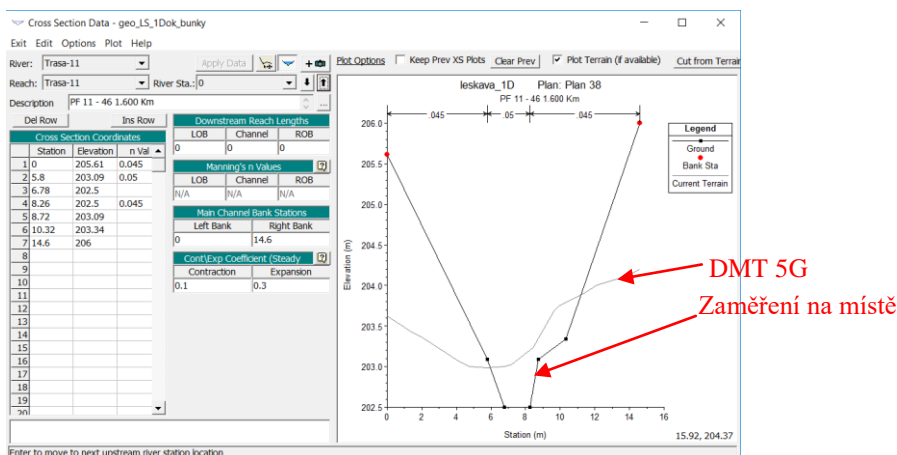 Cross Section Data - geo_LS_1Dok_bunky
Exit Edit Options Plot Help
River: Trasa-11 Apply Data
Reach: Trasa-11 River Sta.: 0
Description PF 11 - 46 1.600 Km ...
Del Row Ins Row
Cross Section Coordinates
Station Elevation n Val
1 0 205.61 0.045
2 5.8 203.09 0.05
3 6.78 202.5
4 8.26 202.5 0.045
5 8.72 203.09
6 10.32 203.34
7 14.6 206
8
9
10
11
12
13
14
15
16
17
18
19
20
Downstream Reach Lengths
LOB Channel ROB
0 0 0
Manning's n Values ?
LOB Channel ROB
N/A N/A N/A
Main Channel Bank Stations
Left Bank Right Bank
0 14.6
Cont\Exp Coefficient (Steady ?
Contraction Expansion
0.1 0.3
Enter to move to next upstream river station location
Plot Options Keep Prev XS Plots Clear Prev Plot Terrain (if available) Cut from Terrain
leskava_1D Plan: Plan 38
PF 11 - 46 1.600 Km
.045 .05 .045
Legend
Ground
Bank Sta
Current Terrain
Elevation (m)
206.0
205.5
205.0
204.5
204.0
203.5
203.0
202.5
0 2 4 6 8 10 12 14 16
Station (m)
15.92, 204.37
DMT 5G
Zaměření na místě